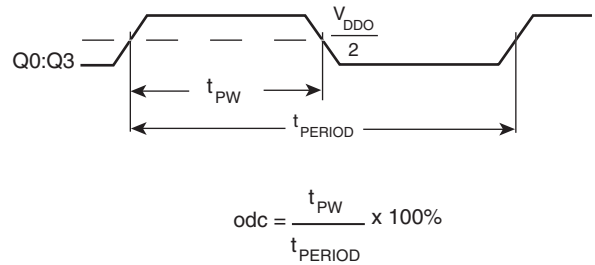 V_DDO
2
Q0:Q3
t_PW
t_PERIOD
odc = t_PW / t_PERIOD x 100%